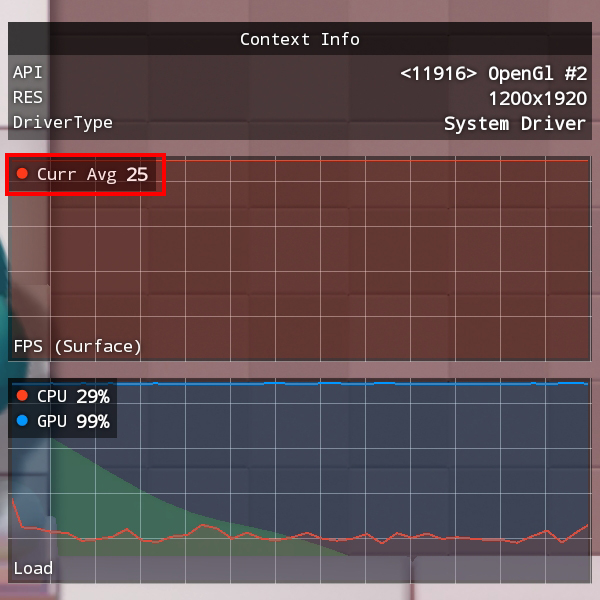 Context Info
API <11916> OpenGl #2
RES 1200x1920
DriverType System Driver
Curr Avg 25
FPS (Surface)
CPU 29%
GPU 99%
Load